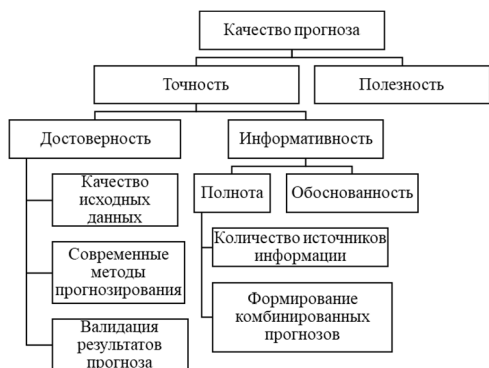 Качество прогноза
Точность
Полезность
Достоверность
Информативность
Качество
исходных
данных
Полнота
Обоснованность
Современные
методы
прогнозирования
Количество источников
информации
Валидация
результатов
прогноза
Формирование
комбинированных
прогнозов